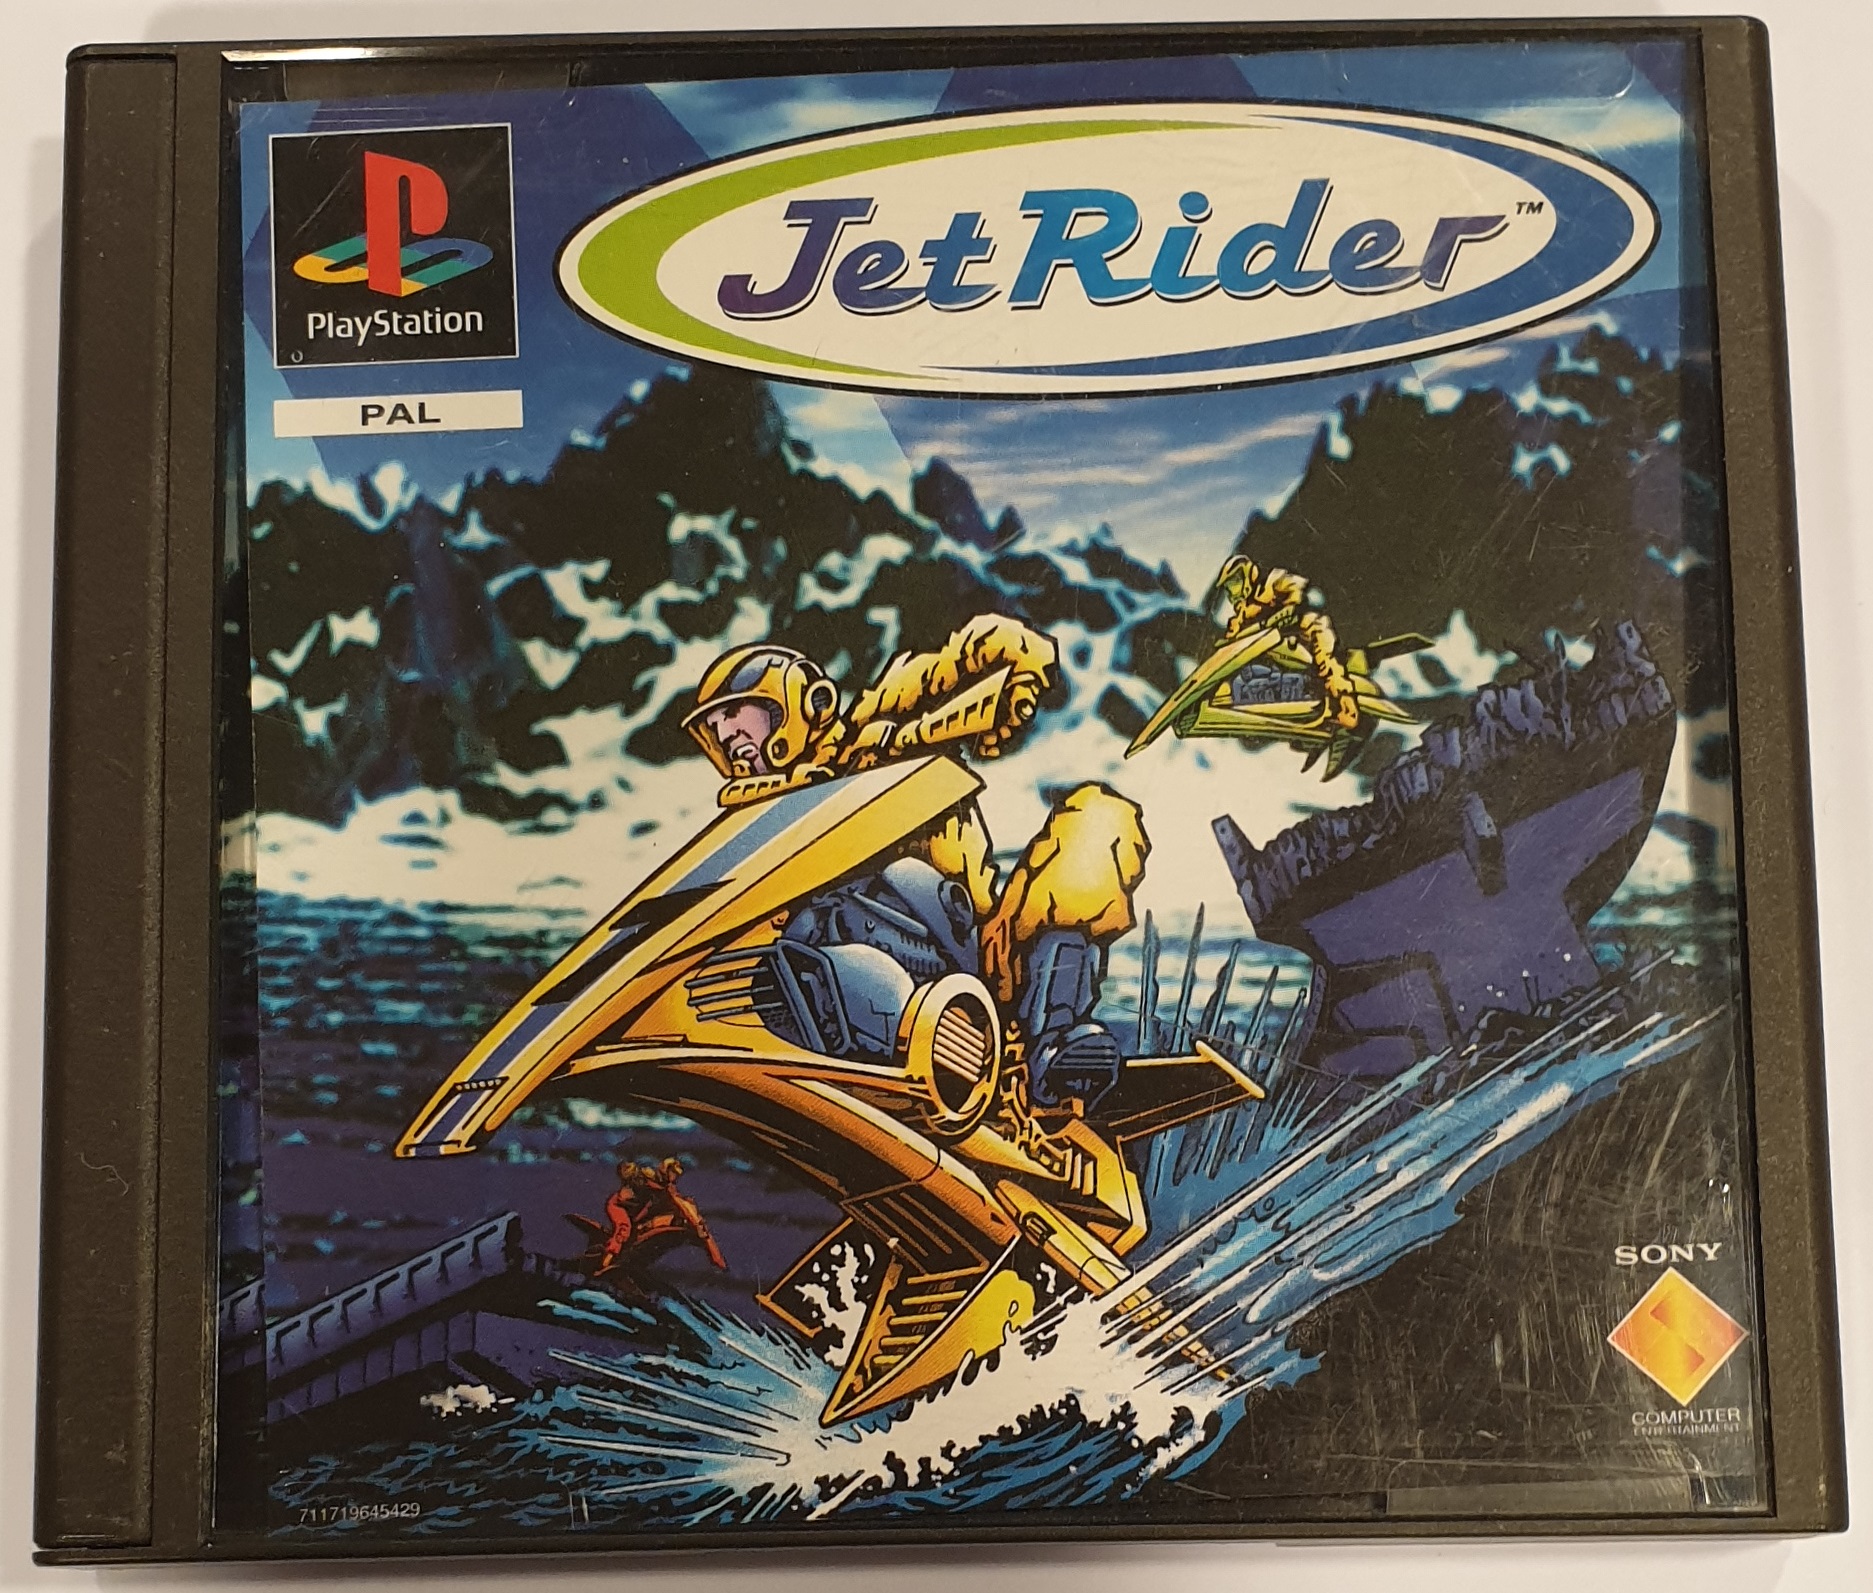 JetRider™
PlayStation
PAL
SONY
COMPUTER
ENTERTAINMENT
711719645429